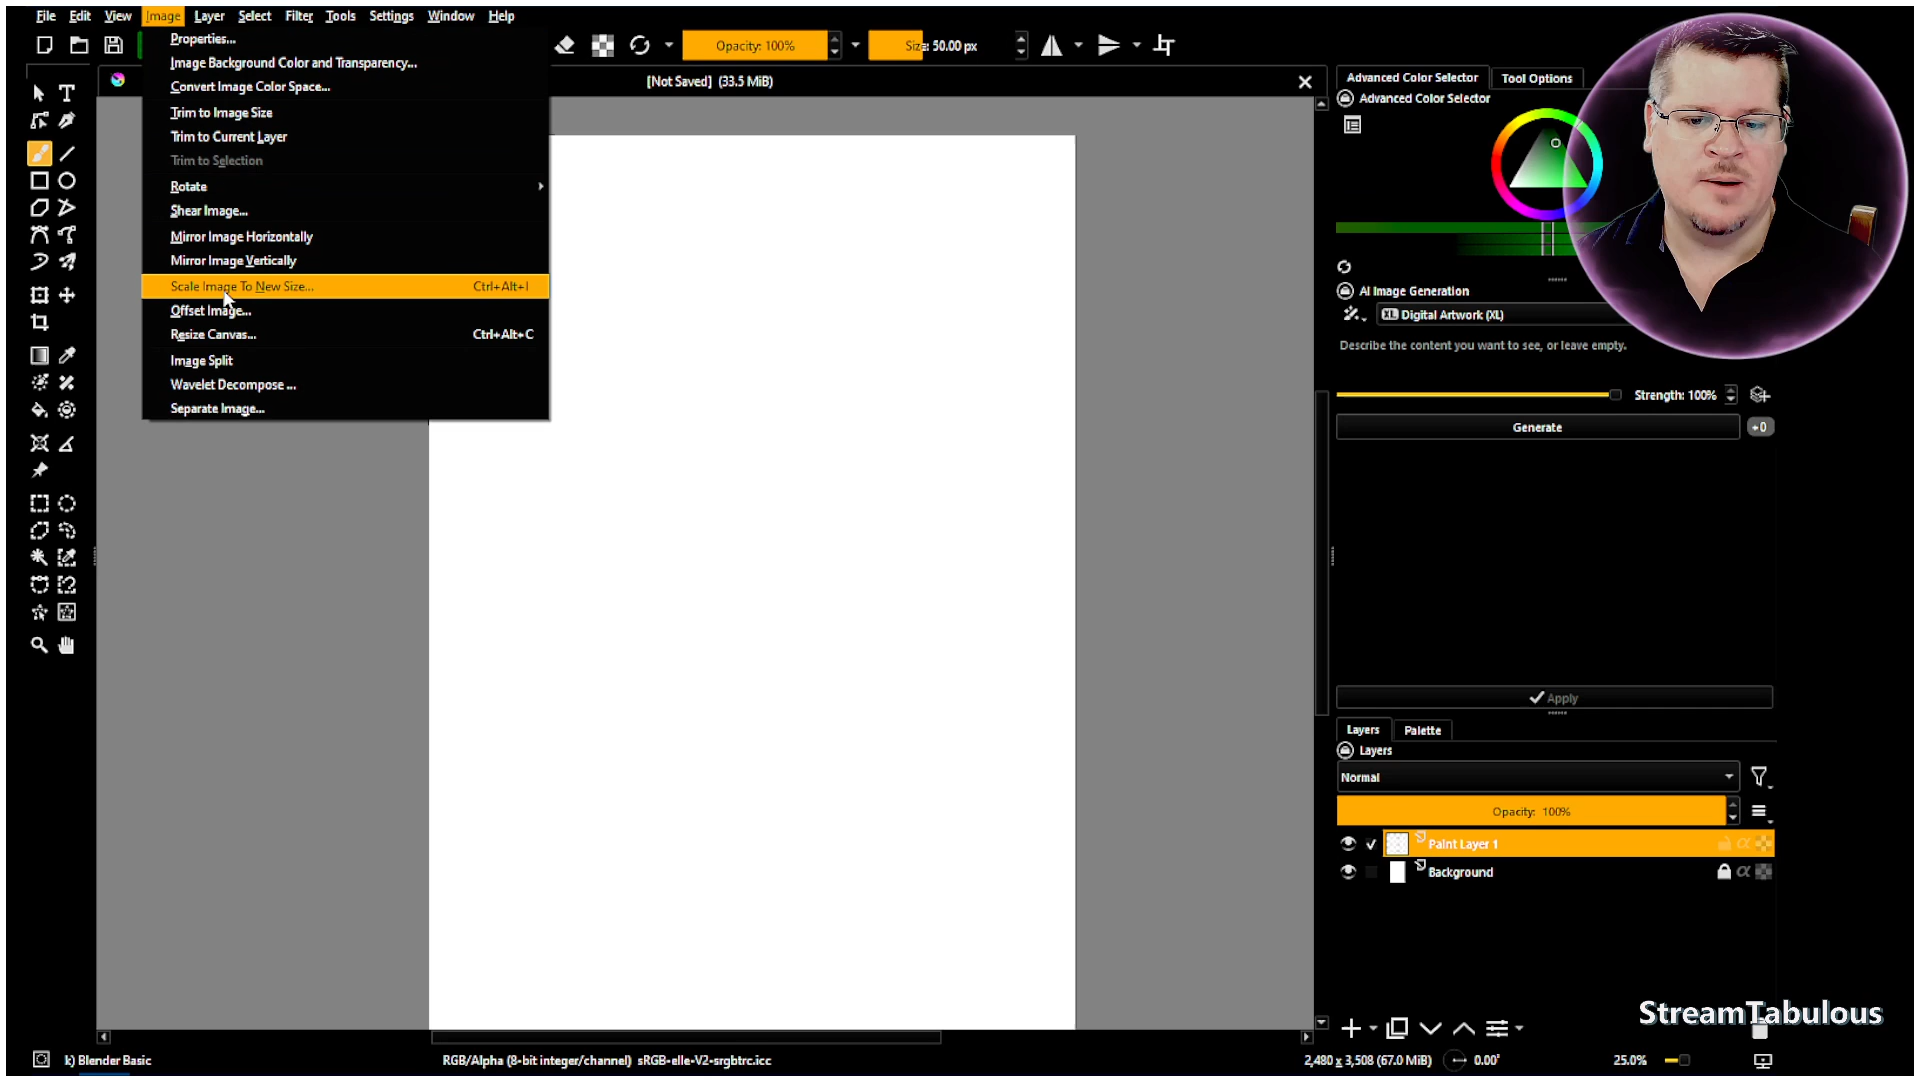 File Edit View Image Layer Select Filter Tools Settings Window Help
Properties...
Image Background Color and Transparency...
Convert Image Color Space...
Trim to Image Size
Trim to Current Layer
Trim to Selection
Rotate
Shear Image...
Mirror Image Horizontally
Mirror Image Vertically
Scale Image To New Size... Ctrl+Alt+I
Offset Image...
Resize Canvas... Ctrl+Alt+C
Image Split
Wavelet Decompose ...
Separate Image...
Opacity: 100%
Size: 50.00 px
[Not Saved] (33.5 MiB)
Advanced Color Selector Tool Options
Advanced Color Selector
AI Image Generation
XL Digital Artwork (XL)
Describe the content you want to see, or leave empty.
Strength: 100%
Generate +0
Apply
Layers Palette
Layers
Normal
Opacity: 100%
Paint Layer 1
Background
StreamTabulous
k) Blender Basic
RGB/Alpha (8-bit integer/channel) sRGB-elle-V2-srgbtrc.icc
2,480 x 3,508 (67.0 MiB) 0.00°
25.0%